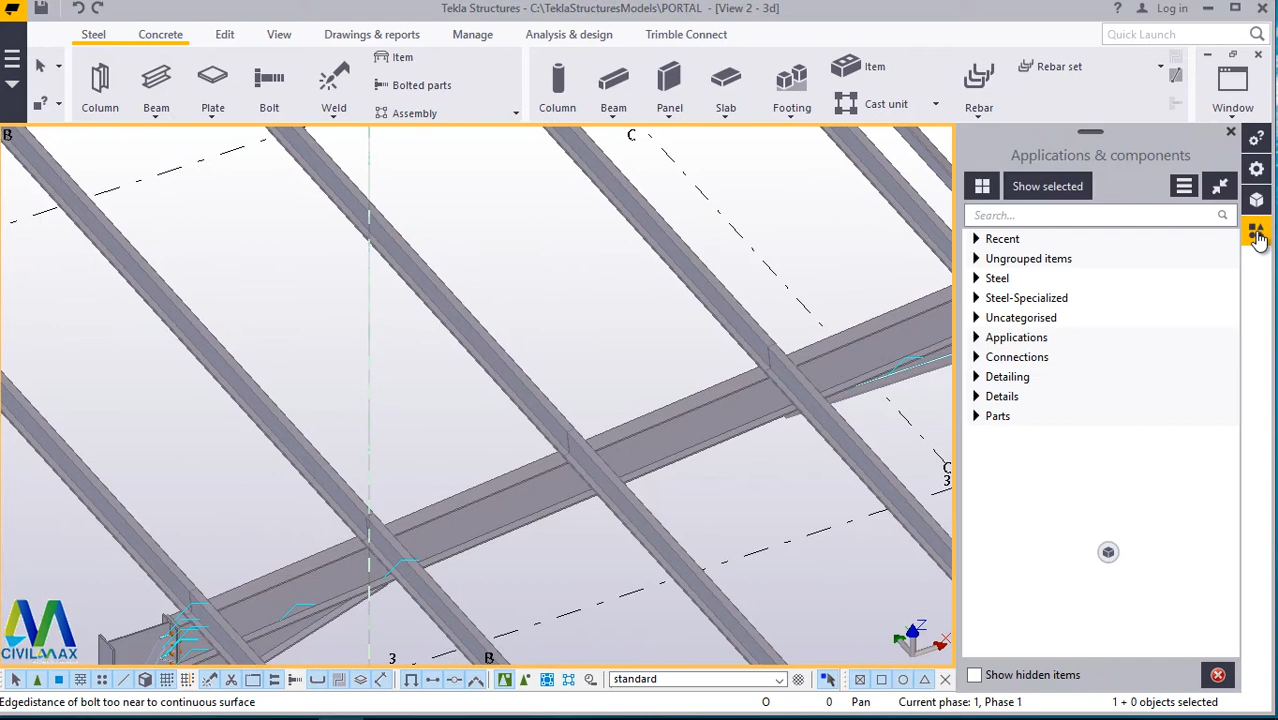 Tekla Structures - C:\TeklaStructuresModels\PORTAL - [View 2 - 3d]
? Log in
Steel Concrete Edit View Drawings & reports Manage Analysis & design Trimble Connect
Quick Launch
Item
Bolted parts
Column Beam Plate Bolt Weld Assembly
Column Beam Panel Slab Footing
Item
Cast unit
Rebar
Rebar set
Window
Applications & components
Show selected
Search...
Recent
Ungrouped items
Steel
Steel-Specialized
Uncategorised
Applications
Connections
Detailing
Details
Parts
Show hidden items
B
C
C
3
3
B
Z
X
CIVILMAX
standard
Edgedistance of bolt too near to continuous surface
O 0 Pan Current phase: 1, Phase 1 1 + 0 objects selected